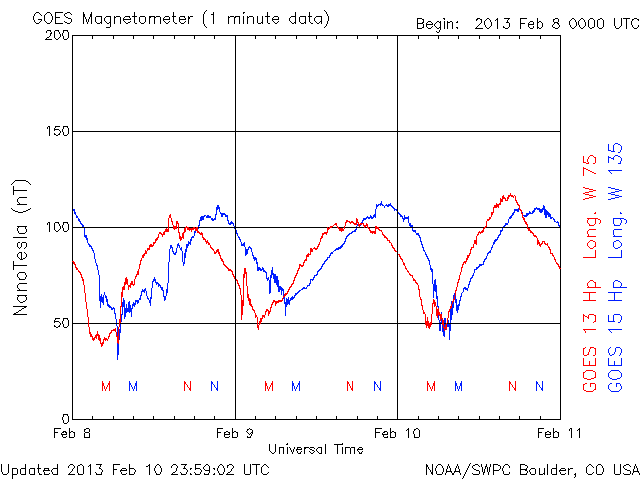 GOES Magnetometer (1 minute data)
Begin: 2013 Feb 8 0000 UTC
200
150
100
50
0
NanoTesla (nT)
M M N N M M N N M M N N
Feb 8 Feb 9 Feb 10 Feb 11
Universal Time
GOES 13 Hp Long. W 75
GOES 15 Hp Long. W 135
Updated 2013 Feb 10 23:59:02 UTC
NOAA/SWPC Boulder, CO USA